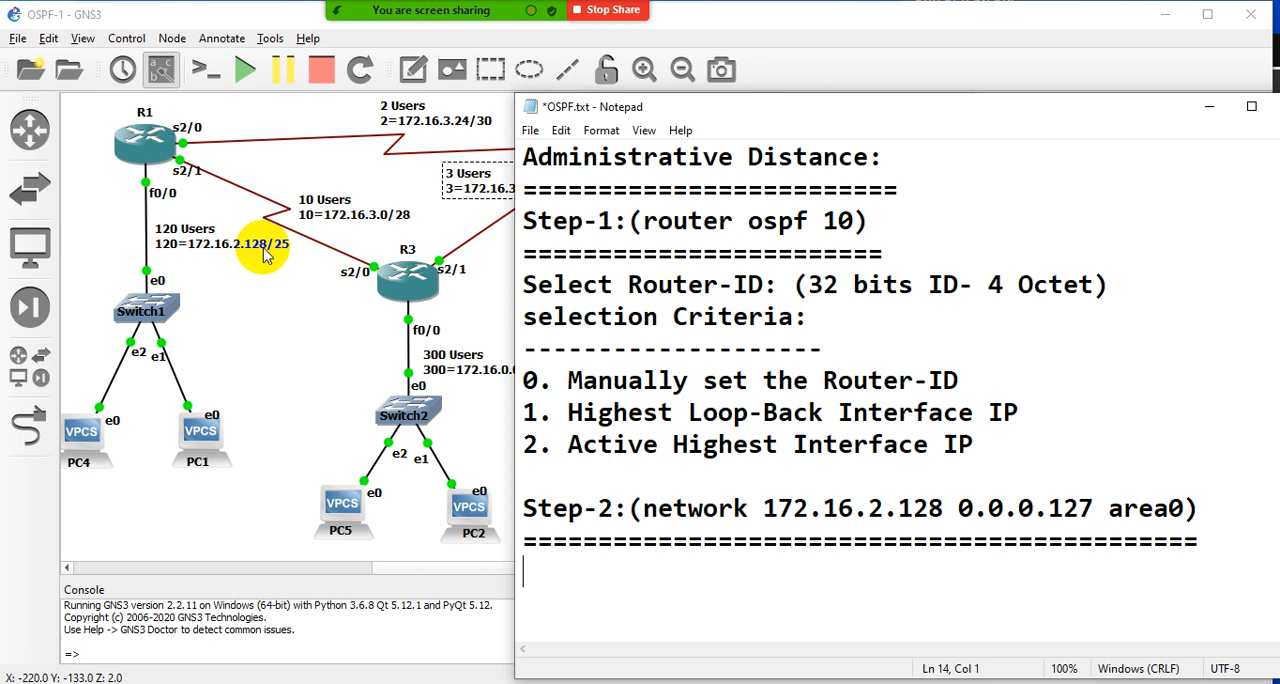 OSPF-1 - GNS3
You are screen sharing
Stop Share
File Edit View Control Node Annotate Tools Help
R1
s2/0
s2/1
f0/0
2 Users
2=172.16.3.24/30
3 Users
3=172.16.3
10 Users
10=172.16.3.0/28
120 Users
120=172.16.2.128/25
R3
s2/0
s2/1
f0/0
e0
Switch1
e2 e1
300 Users
300=172.16.0.0
e0
Switch2
e2 e1
e0
e0
VPCS
VPCS
PC4
PC1
e0
e0
VPCS
VPCS
PC5
PC2
Console
Running GNS3 version 2.2.11 on Windows (64-bit) with Python 3.6.8 Qt 5.12.1 and PyQt 5.12.
Copyright (c) 2006-2020 GNS3 Technologies.
Use Help -> GNS3 Doctor to detect common issues.
=>
X: -220.0 Y: -133.0 Z: 2.0
*OSPF.txt - Notepad
File Edit Format View Help
Administrative Distance:
=========================
Step-1:(router ospf 10)
========================
Select Router-ID: (32 bits ID- 4 Octet)
selection Criteria:
--------------------
0. Manually set the Router-ID
1. Highest Loop-Back Interface IP
2. Active Highest Interface IP
Step-2:(network 172.16.2.128 0.0.0.127 area0)
=============================================
Ln 14, Col 1
100%
Windows (CRLF)
UTF-8